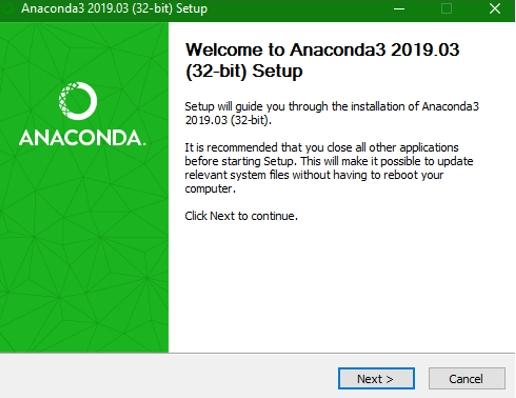 Anaconda3 2019.03 (32-bit) Setup
ANACONDA.
Welcome to Anaconda3 2019.03
(32-bit) Setup
Setup will guide you through the installation of Anaconda3
2019.03 (32-bit).
It is recommended that you close all other applications
before starting Setup. This will make it possible to update
relevant system files without having to reboot your
computer.
Click Next to continue.
Next >
Cancel